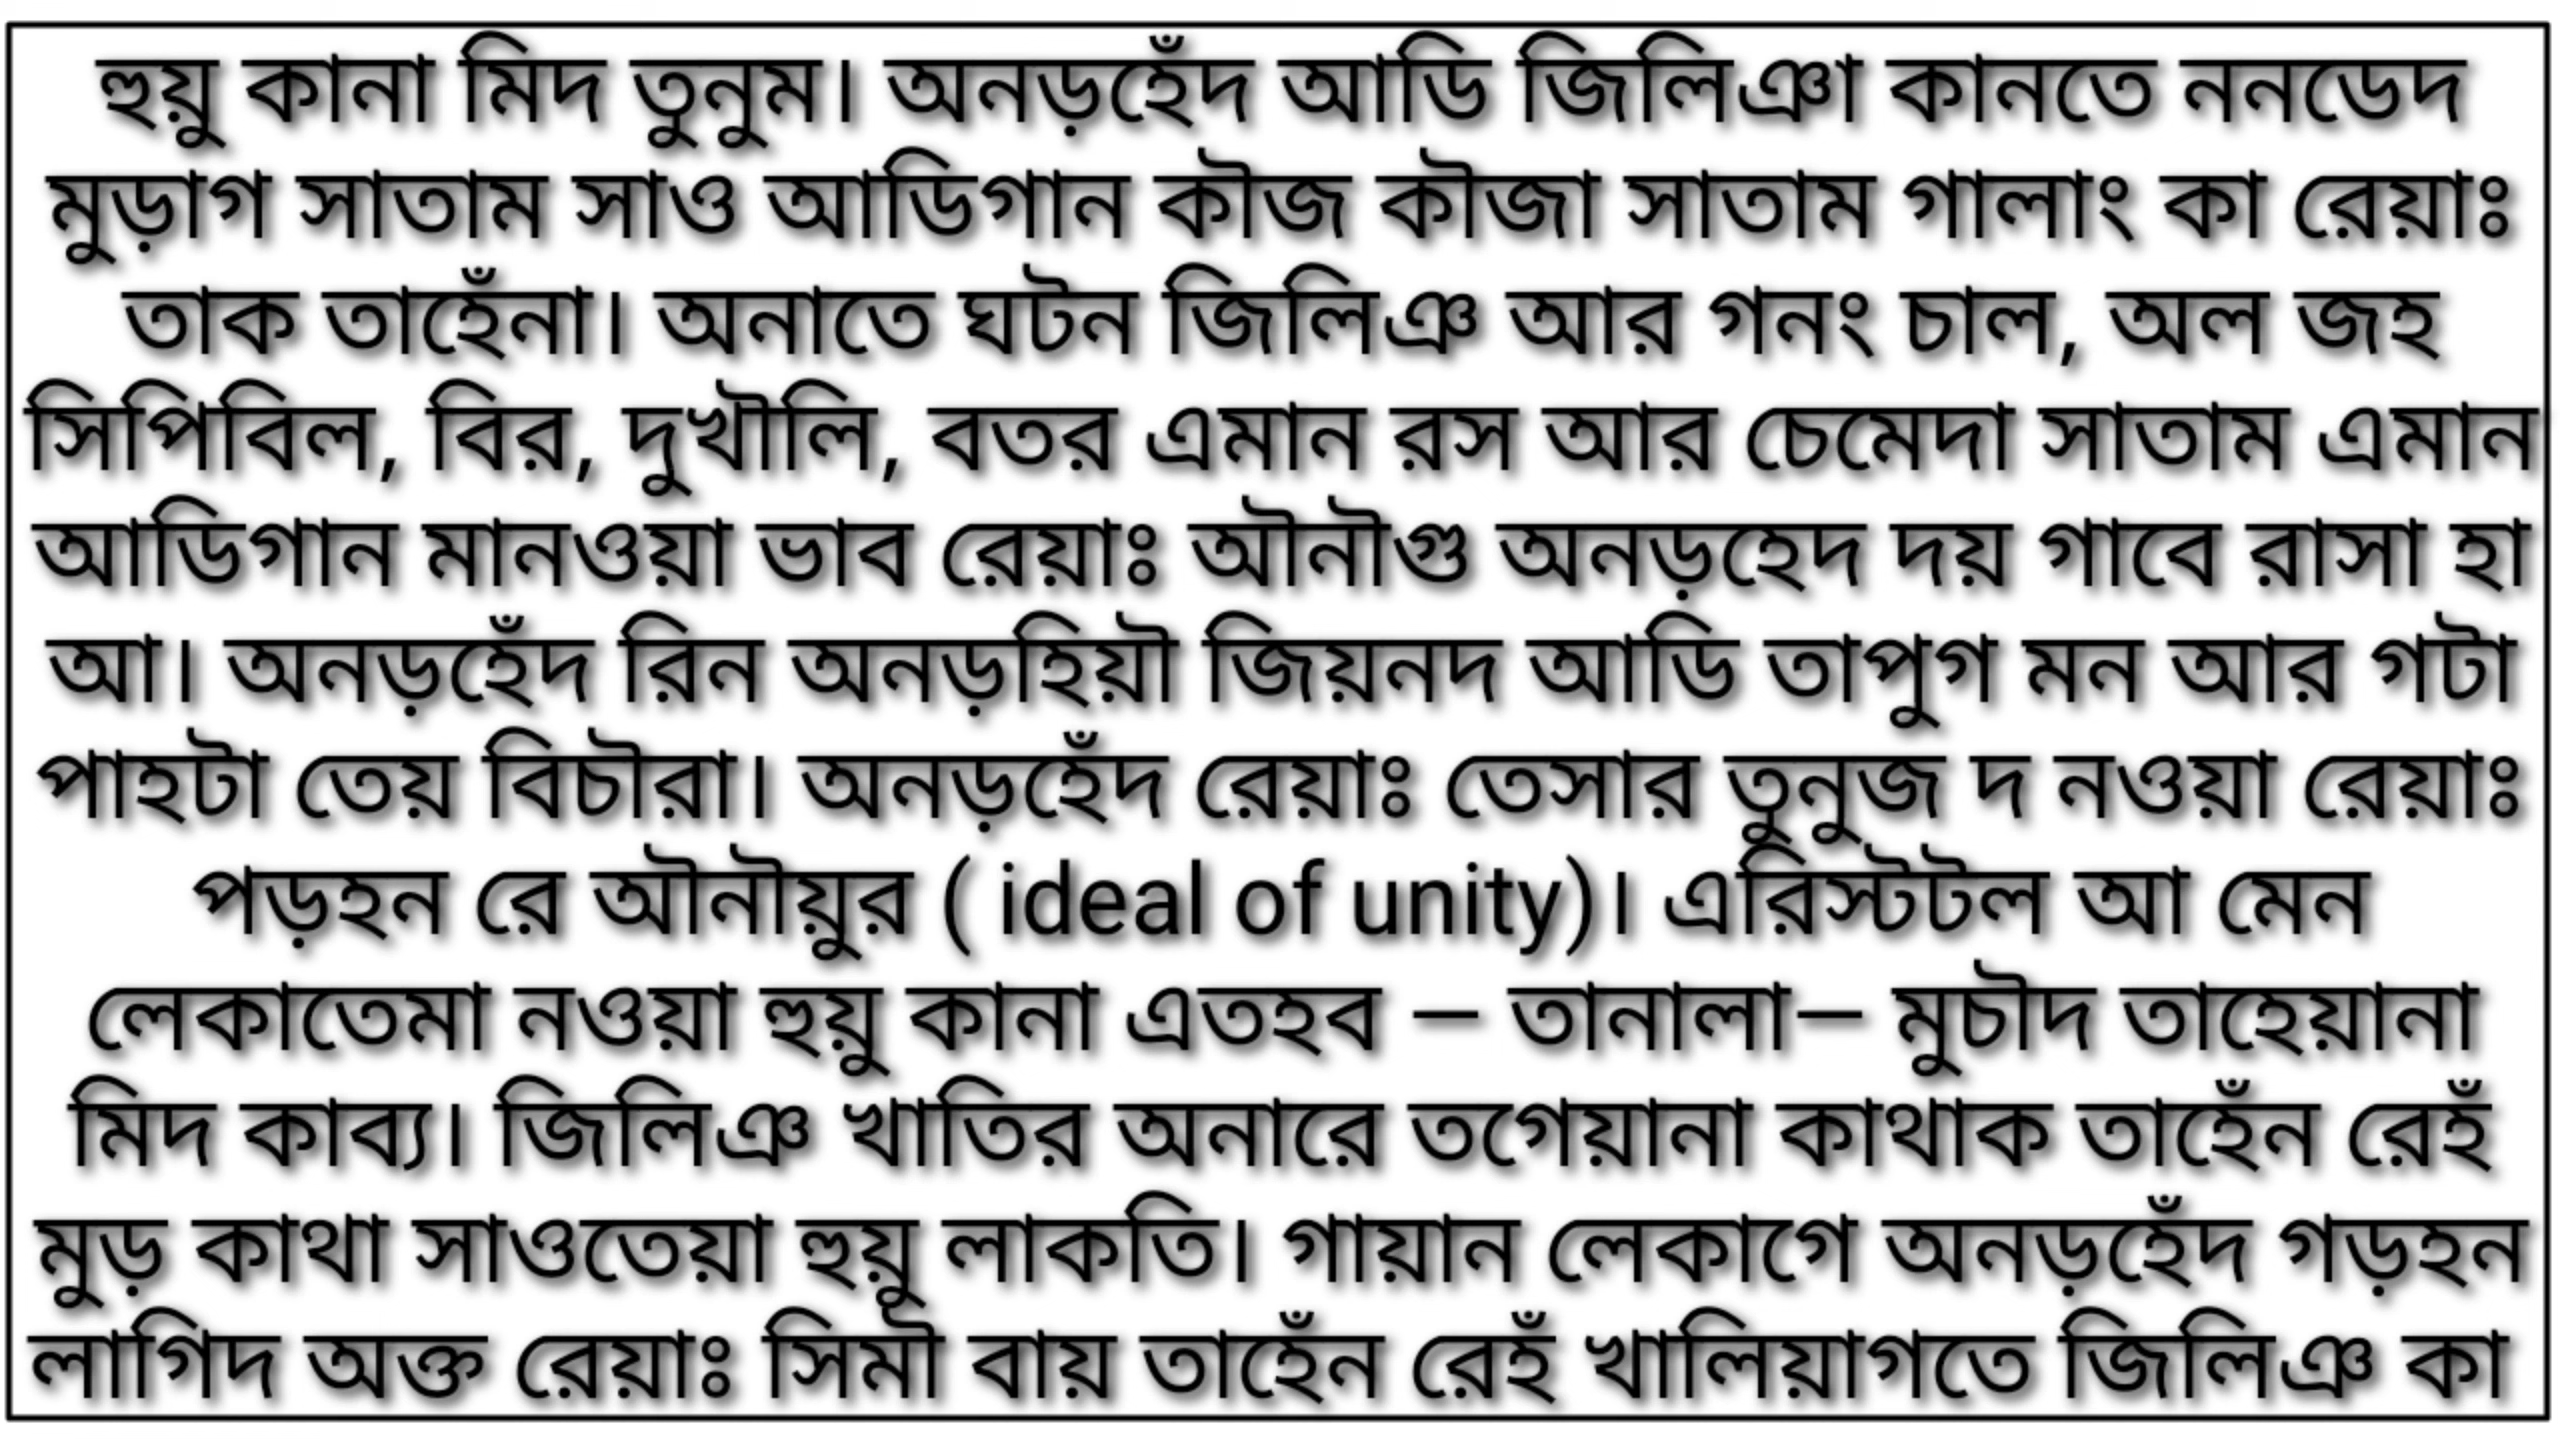 হুয়ু কানা মিদ তুনুম। অনড়হেঁদ আডি জিলিঞা কানতে ননডেদ
মুড়াগ সাতাম সাও আডিগান কৗজ কৗজা সাতাম গালাং কা রেয়াঃ
তাক তাহেঁনা। অনাতে ঘটন জিলিঞ আর গনং চাল, অল জহ
সিপিবিল, বির, দুখৗলি, বতর এমান রস আর চেমেদা সাতাম এমান
আডিগান মানওয়া ভাব রেয়াঃ আৗনৗগু অনড়হেদ দয় গাবে রাসা হা
আ। অনড়হেঁদ রিন অনড়হিয়ৗ জিয়নদ আডি তাপুগ মন আর গটা
পাহটা তেয় বিচৗরা। অনড়হেঁদ রেয়াঃ তেসার তুনুজ দ নওয়া রেয়াঃ
পড়হন রে আৗনৗয়ুর ( ideal of unity)। এরিস্টটল আ মেন
লেকাতেমা নওয়া হুয়ু কানা এতহব – তানালা– মুচৗদ তাহেয়ানা
মিদ কাব্য। জিলিঞ খাতির অনারে তগেয়ানা কাথাক তাহেঁন রেহঁ
মুড় কাথা সাওতেয়া হুয়ু লাকতি। গায়ান লেকাগে অনড়হেঁদ গড়হন
লাগিদ অক্ত রেয়াঃ সিমৗ বায় তাহেঁন রেহঁ খালিয়াগতে জিলিঞ কা